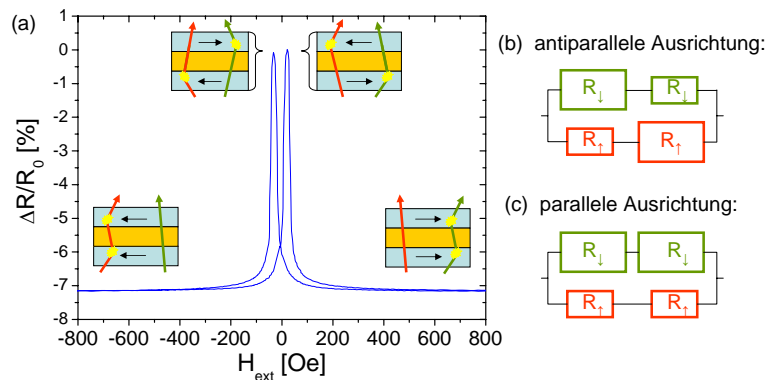 (a)
ΔR/R₀ [%]
1
0
-1
-2
-3
-4
-5
-6
-7
-8
-800 -600 -400 -200 0 200 400 600 800
H_ext [Oe]
(b) antiparallele Ausrichtung:
R↓ R↓
R↑ R↑
(c) parallele Ausrichtung:
R↓ R↓
R↑ R↑